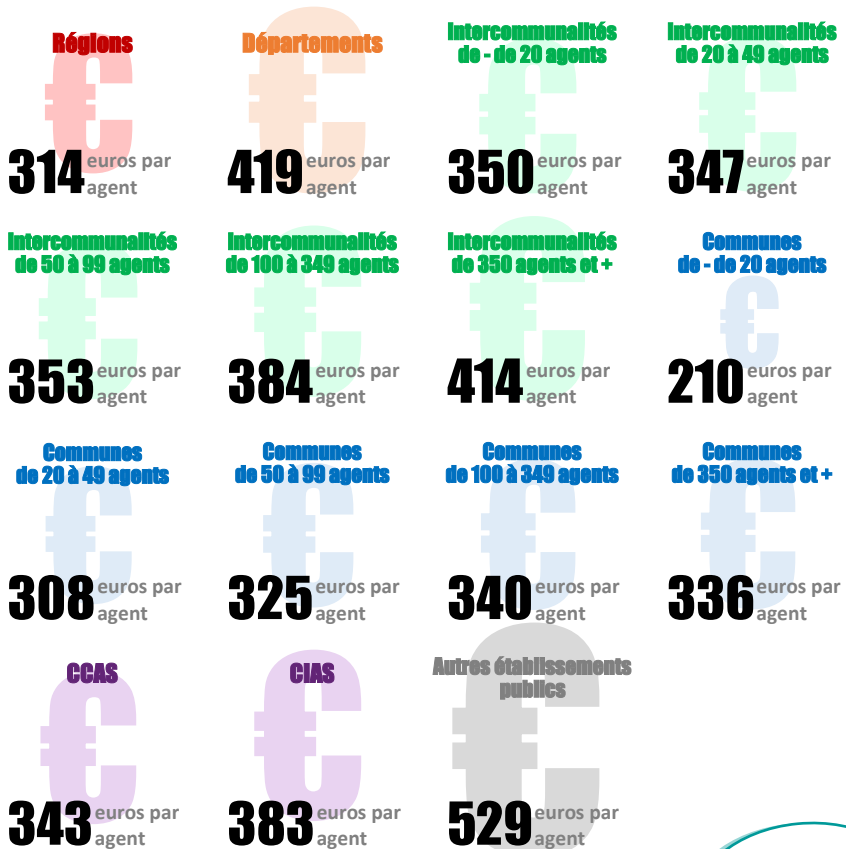 Régions
314 euros par
agent
Départements
419 euros par
agent
Intercommunalités
de - de 20 agents
350 euros par
agent
Intercommunalités
de 20 à 49 agents
347 euros par
agent
Intercommunalités
de 50 à 99 agents
353 euros par
agent
Intercommunalités
de 100 à 349 agents
384 euros par
agent
Intercommunalités
de 350 agents et +
414 euros par
agent
Communes
de - de 20 agents
210 euros par
agent
Communes
de 20 à 49 agents
308 euros par
agent
Communes
de 50 à 99 agents
325 euros par
agent
Communes
de 100 à 349 agents
340 euros par
agent
Communes
de 350 agents et +
336 euros par
agent
CCAS
343 euros par
agent
CIAS
383 euros par
agent
Autres établissements
publics
529 euros par
agent